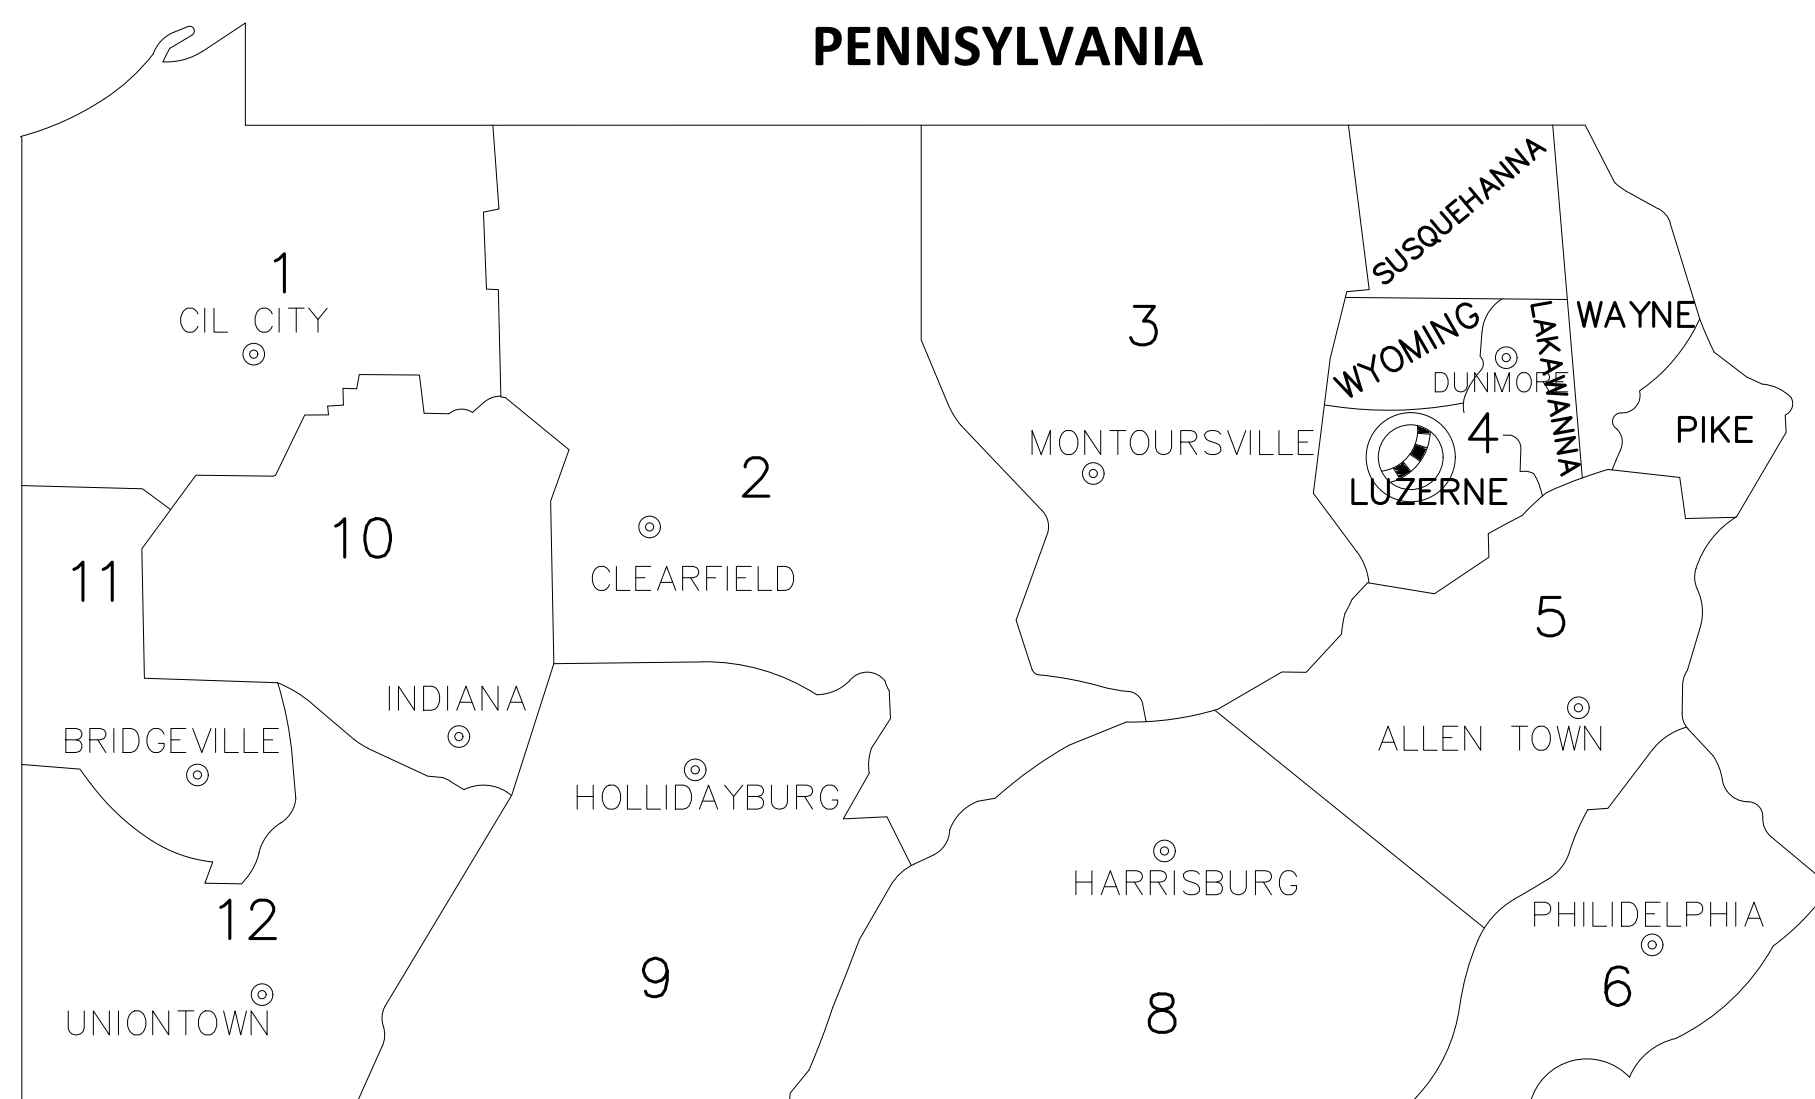 PENNSYLVANIA
SUSQUEHANNA
1
CIL CITY
3
WYOMING
LAKAWANNA
WAYNE
DUNMORE
4
PIKE
MONTOURSVILLE
2
LUZERNE
10
11
CLEARFIELD
5
INDIANA
BRIDGEVILLE
ALLEN TOWN
HOLLIDAYBURG
HARRISBURG
12
PHILIDELPHIA
9
6
8
UNIONTOWN